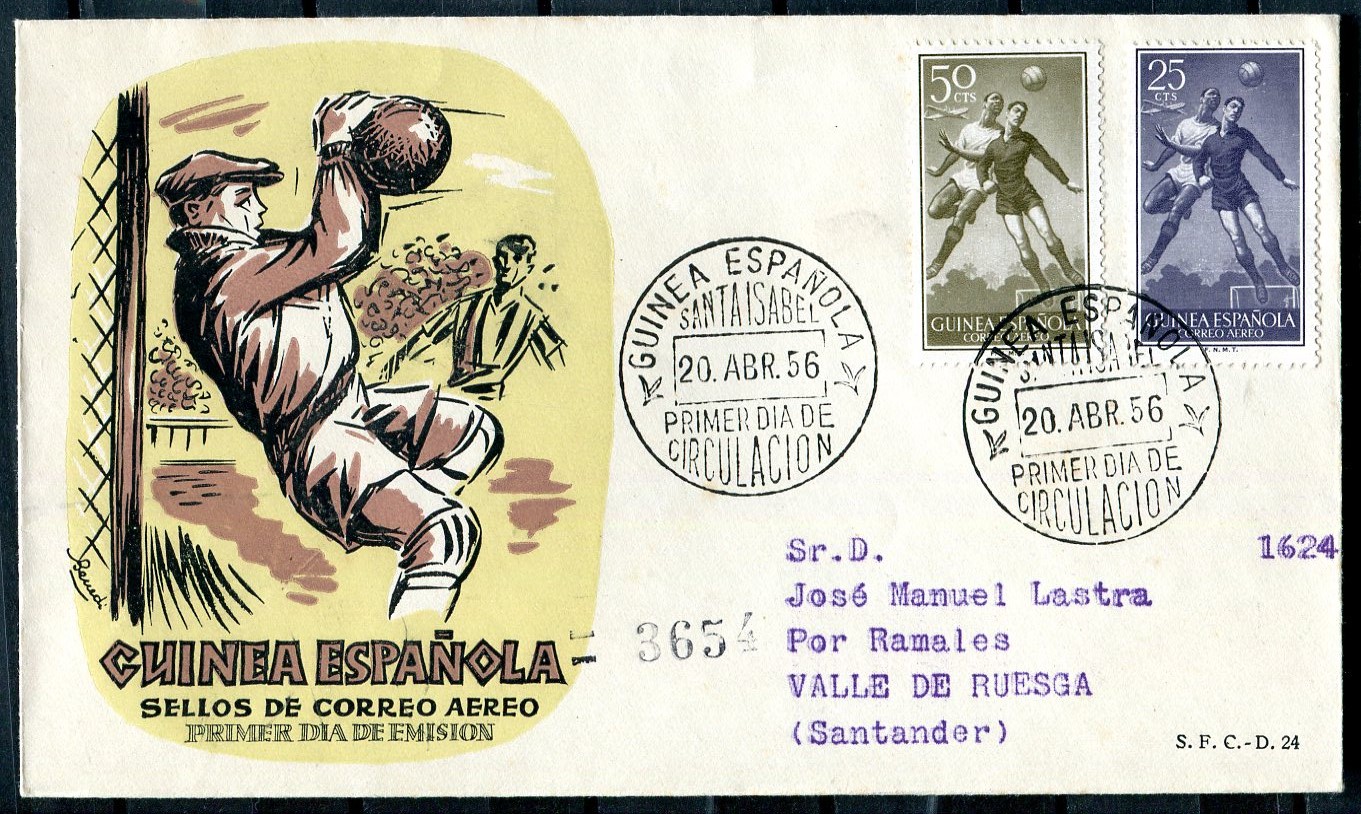 50
CTS
GUINEA ESPAÑOLA
CORREO AEREO
25
CTS
GUINEA ESPAÑOLA
CORREO AEREO
F. N. M. T.
GUINEA ESPAÑOLA
SANTA ISABEL
20. ABR. 56
PRIMER DIA DE
CIRCULACION
GUINEA ESPAÑOLA
SANTA ISABEL
20. ABR. 56
PRIMER DIA DE
CIRCULACION
GUINEA ESPAÑOLA
SELLOS DE CORREO AEREO
PRIMER DIA DE EMISION
3654
1624
Sr.D.
José Manuel Lastra
Por Ramales
VALLE DE RUESGA
(Santander)
S. F. C.-D. 24